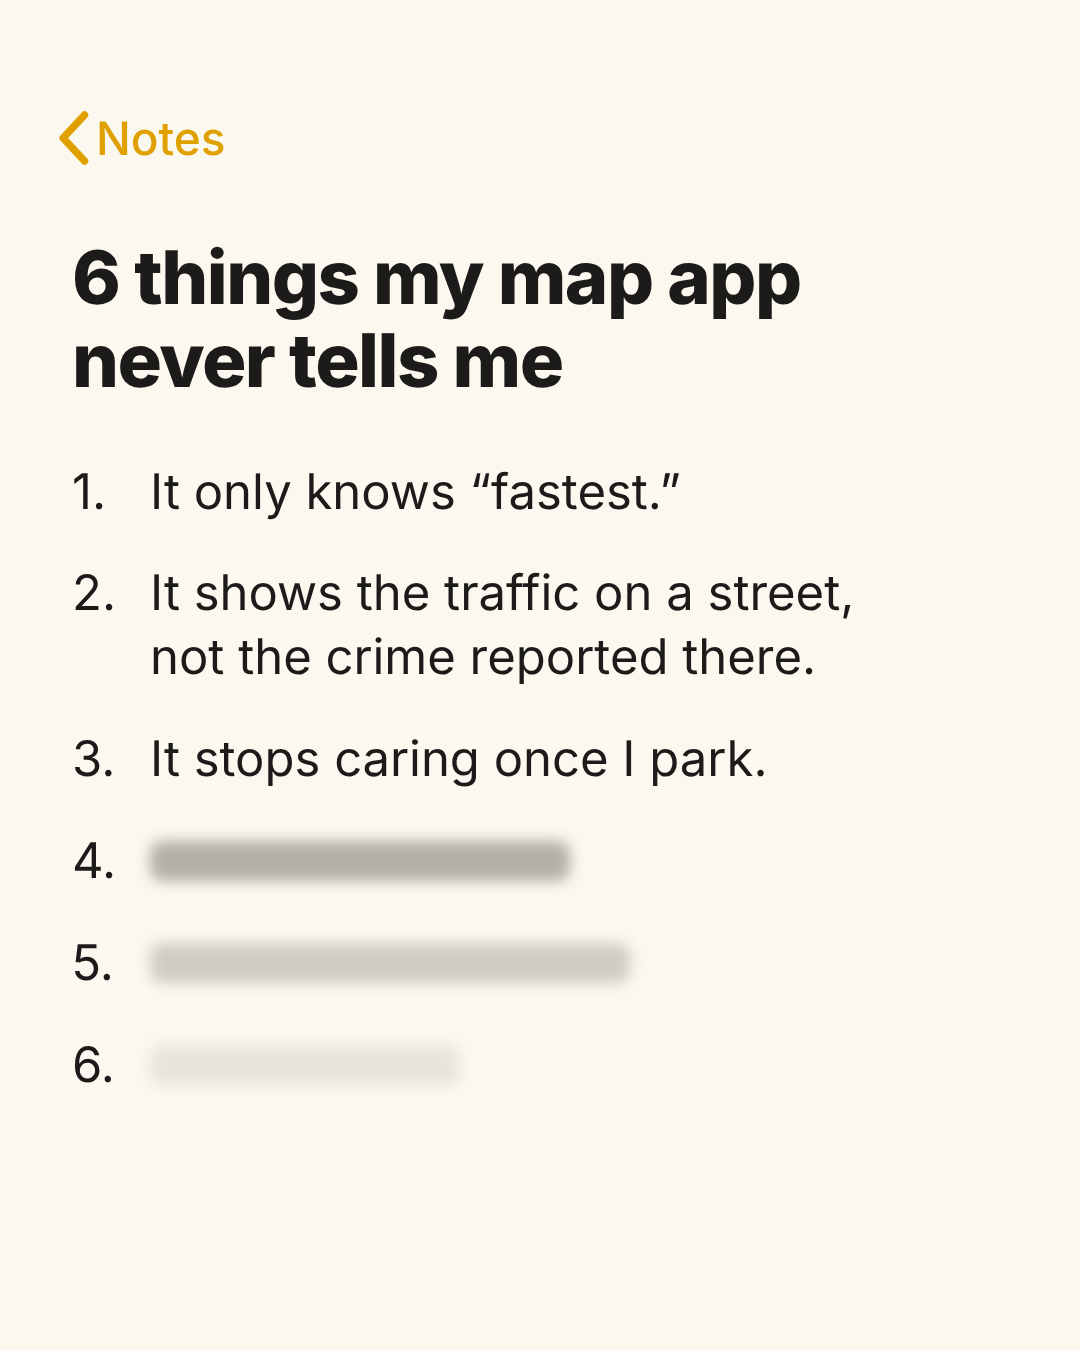 Notes
6 things my map app
never tells me
1. It only knows “fastest.”
2. It shows the traffic on a street,
not the crime reported there.
3. It stops caring once I park.
4.
5.
6.